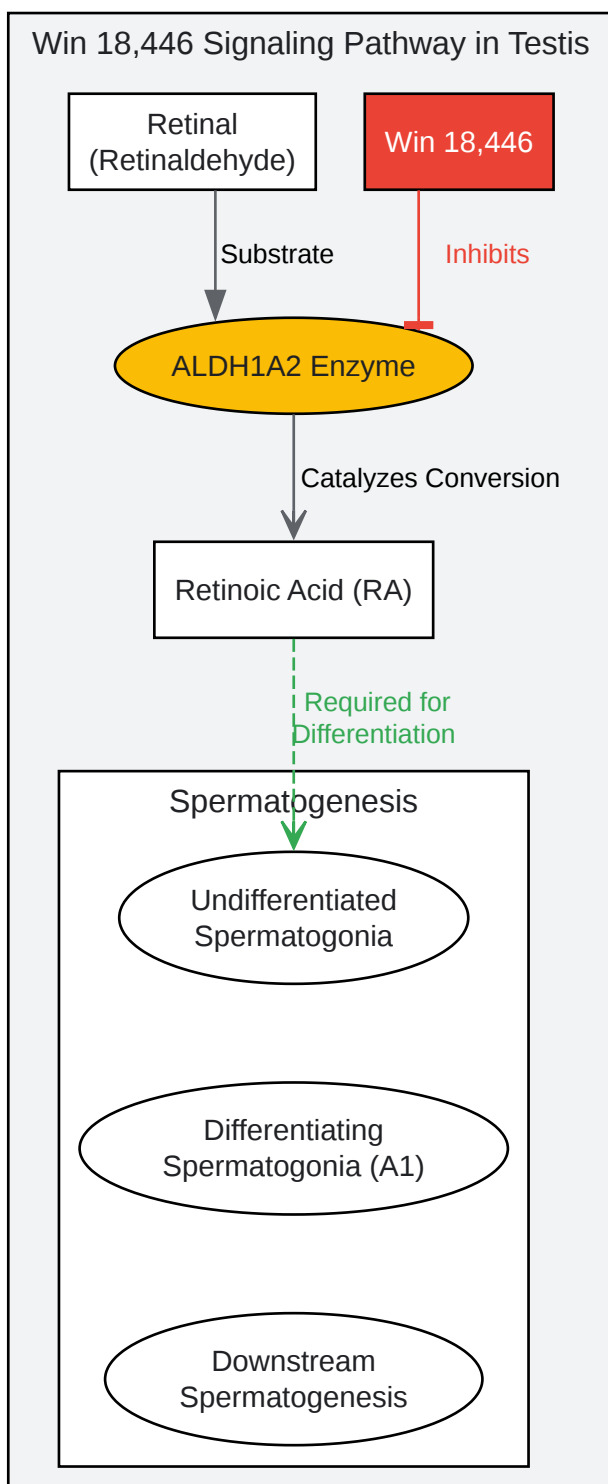 Win 18,446 Signaling Pathway in Testis
Retinal
(Retinaldehyde)
Win 18,446
Substrate
Inhibits
ALDH1A2 Enzyme
Catalyzes Conversion
Retinoic Acid (RA)
Required for
Differentiation
Spermatogenesis
Undifferentiated
Spermatogonia
Differentiating
Spermatogonia (A1)
Downstream
Spermatogenesis